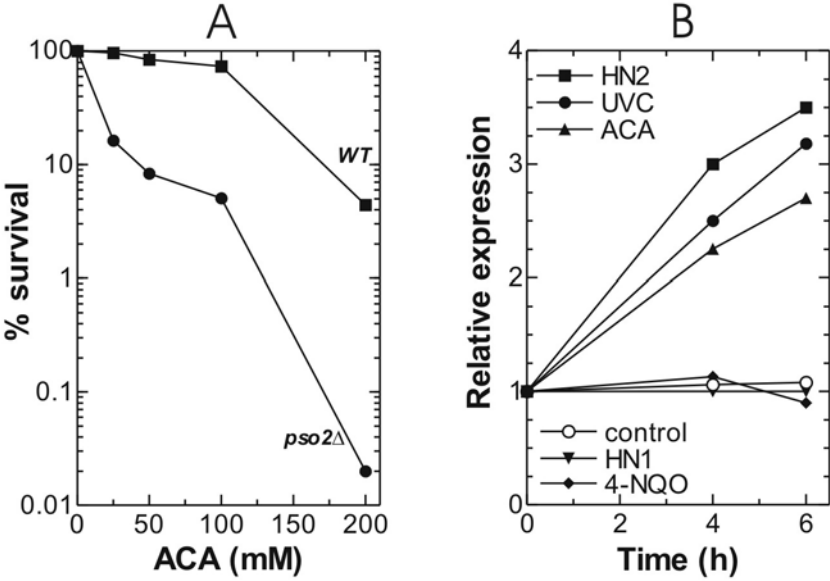 A
100
10
1
0.1
0.01
% survival
WT
pso2Δ
0
50
100
150
200
ACA (mM)
B
4
3
2
1
0
Relative expression
HN2
UVC
ACA
control
HN1
4-NQO
0
2
4
6
Time (h)